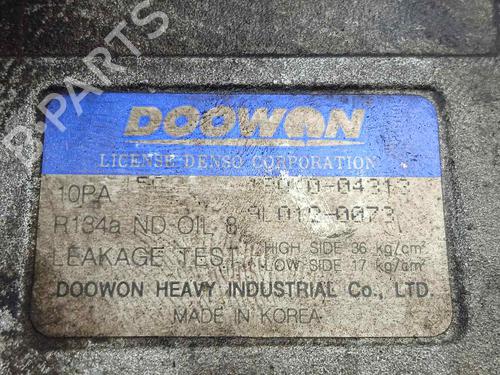 B-PARTS
DOOWON
LICENSE DENSO CORPORATION
10PA
R134a ND-OIL 8
LEAKAGE TEST HIGH SIDE 36 kg/cm²
LOW SIDE 17 kg/cm²
DOOWON HEAVY INDUSTRIAL Co., LTD.
MADE IN KOREA